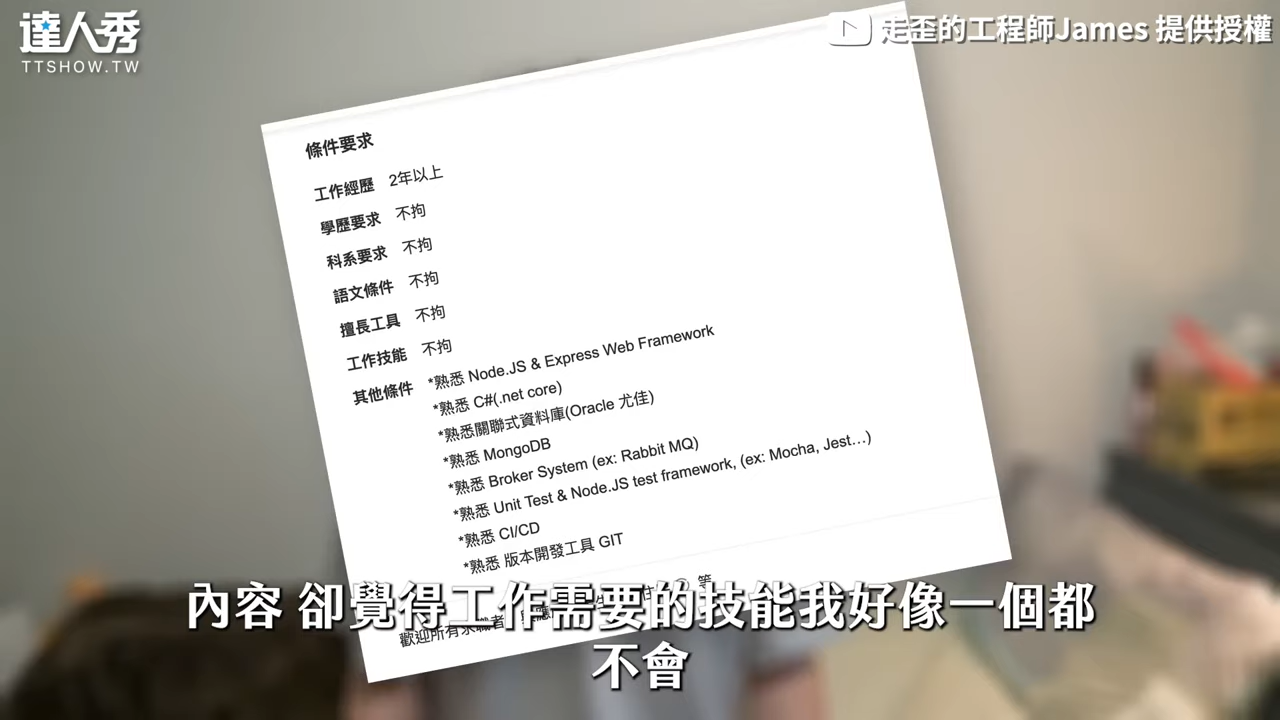 達人秀
TTSHOW.TW
走歪的工程師James 提供授權
條件要求
工作經歷 2年以上
學歷要求 不拘
科系要求 不拘
語文條件 不拘
擅長工具 不拘
工作技能 不拘
其他條件 *熟悉 Node.JS & Express Web Framework
*熟悉 C#(.net core)
*熟悉關聯式資料庫(Oracle 尤佳)
*熟悉 MongoDB
*熟悉 Broker System (ex: Rabbit MQ)
*熟悉 Unit Test & Node.JS test framework, (ex: Mocha, Jest…)
*熟悉 CI/CD
*熟悉 版本開發工具 GIT
歡迎所有求職者
等
內容 卻覺得工作需要的技能我好像一個都
不會